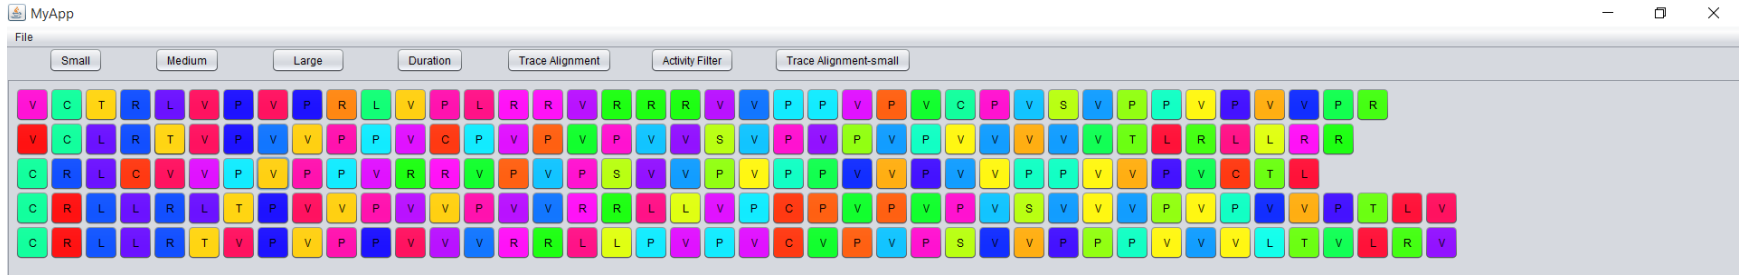 MyApp
File
Small Medium Large Duration Trace Alignment Activity Filter Trace Alignment-small
V C T R L V P V P R L V P L R R V R R R V V P P V P V C P V S V P P V P V V P R
V C L R T V P V V P P V C P V P V P V V S V P V P V P V V V V V T L R L L R R
C R L C V V P V P P V R R V P V P S V V P V P P V V P V V P P V V P V C T L
C R L L R L T P V V P V V P V V R R L L V P C P V P V P V S V V V P V P V V P T L V
C R L L R T V P V P P V V V R R L L P V P V C V P V P S V V P P P V V V L T V L R V